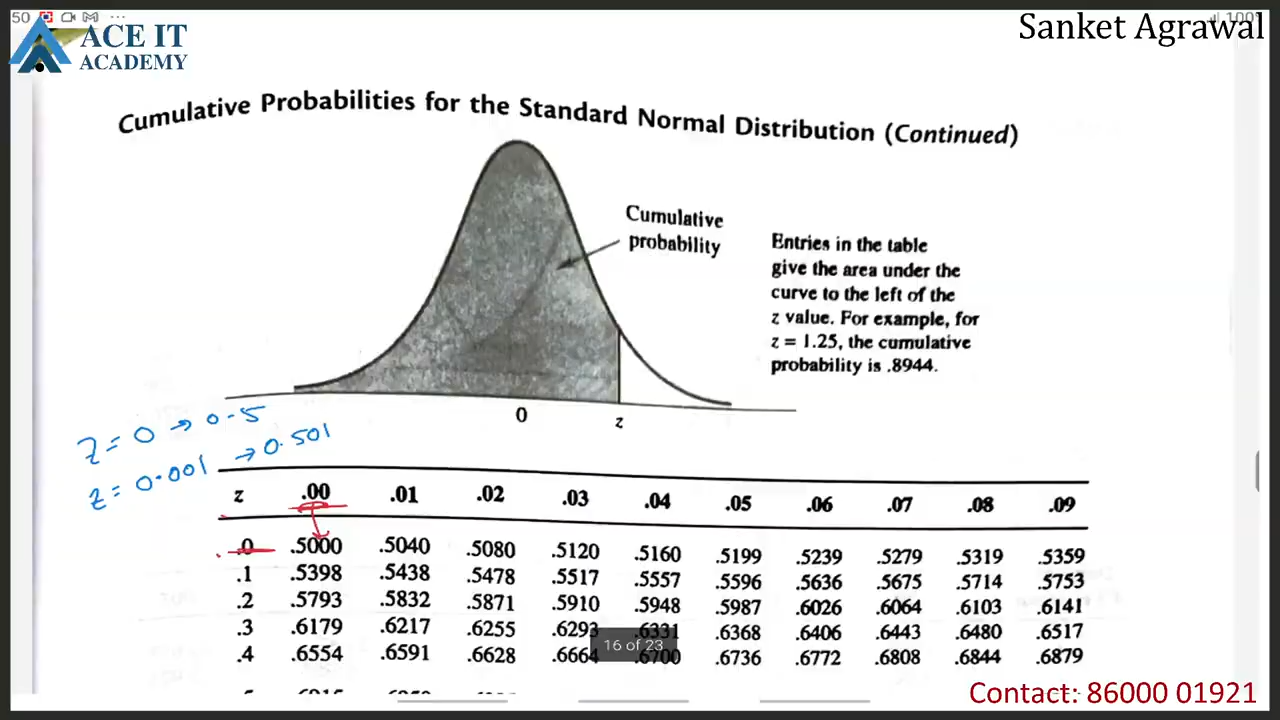 50 ... 100%
ACE IT
ACADEMY
Sanket Agrawal
Cumulative Probabilities for the Standard Normal Distribution (Continued)
Cumulative
probability
Entries in the table
give the area under the
curve to the left of the
z value. For example, for
z = 1.25, the cumulative
probability is .8944.
0 z
z = 0 → 0.5
z = 0.001 → 0.501
z .00 .01 .02 .03 .04 .05 .06 .07 .08 .09
.0 .5000 .5040 .5080 .5120 .5160 .5199 .5239 .5279 .5319 .5359
.1 .5398 .5438 .5478 .5517 .5557 .5596 .5636 .5675 .5714 .5753
.2 .5793 .5832 .5871 .5910 .5948 .5987 .6026 .6064 .6103 .6141
.3 .6179 .6217 .6255 .6293 .6331 .6368 .6406 .6443 .6480 .6517
16 of 23
.4 .6554 .6591 .6628 .6664 .6700 .6736 .6772 .6808 .6844 .6879
Contact: 86000 01921